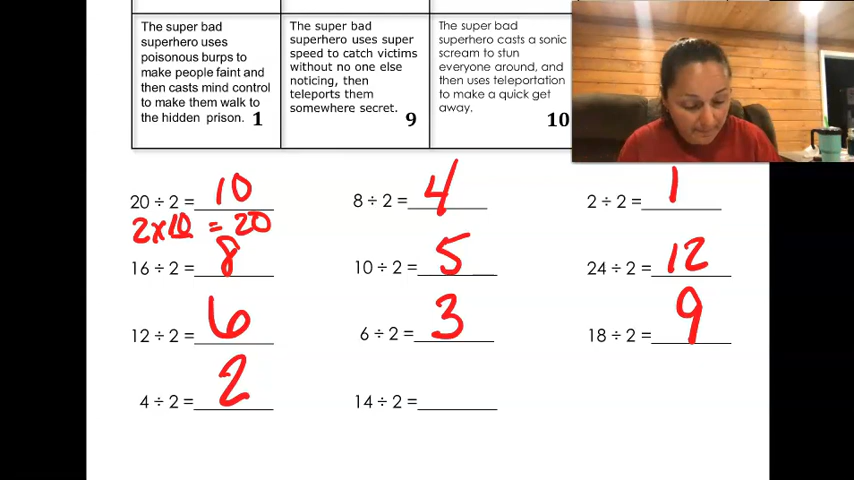 The super bad
superhero uses
poisonous burps to
make people faint and
then casts mind control
to make them walk to
the hidden prison. 1
The super bad
superhero uses super
speed to catch victims
without no one else
noticing, then
teleports them
somewhere secret.
9
The super bad
superhero casts a sonic
scream to stun
everyone around, and
then uses teleportation
to make a quick get
away.
10
20 ÷ 2 = 10
2x10 = 20
8 ÷ 2 = 4
2 ÷ 2 = 1
16 ÷ 2 = 8
10 ÷ 2 = 5
24 ÷ 2 = 12
12 ÷ 2 = 6
6 ÷ 2 = 3
18 ÷ 2 = 9
4 ÷ 2 = 2
14 ÷ 2 =